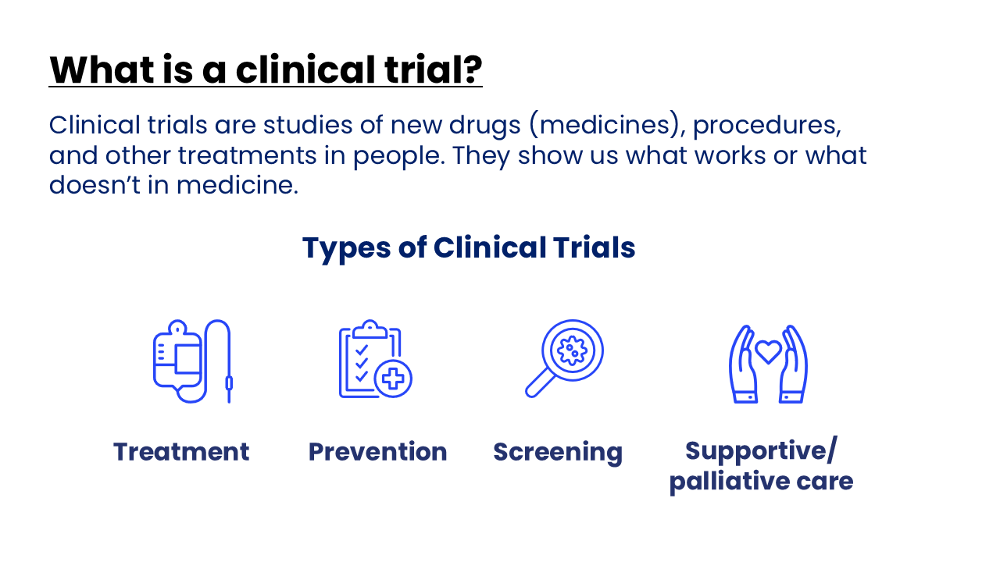 What is a clinical trial?
Clinical trials are studies of new drugs (medicines), procedures,
and other treatments in people. They show us what works or what
doesn’t in medicine.
Types of Clinical Trials
Treatment
Prevention
Screening
Supportive/
palliative care